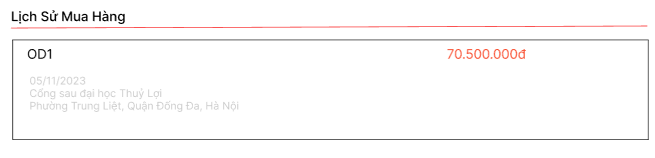 Lịch Sử Mua Hàng
OD1
70.500.000đ
05/11/2023
Cổng sau đại học Thuỷ Lợi
Phường Trung Liệt, Quận Đống Đa, Hà Nội